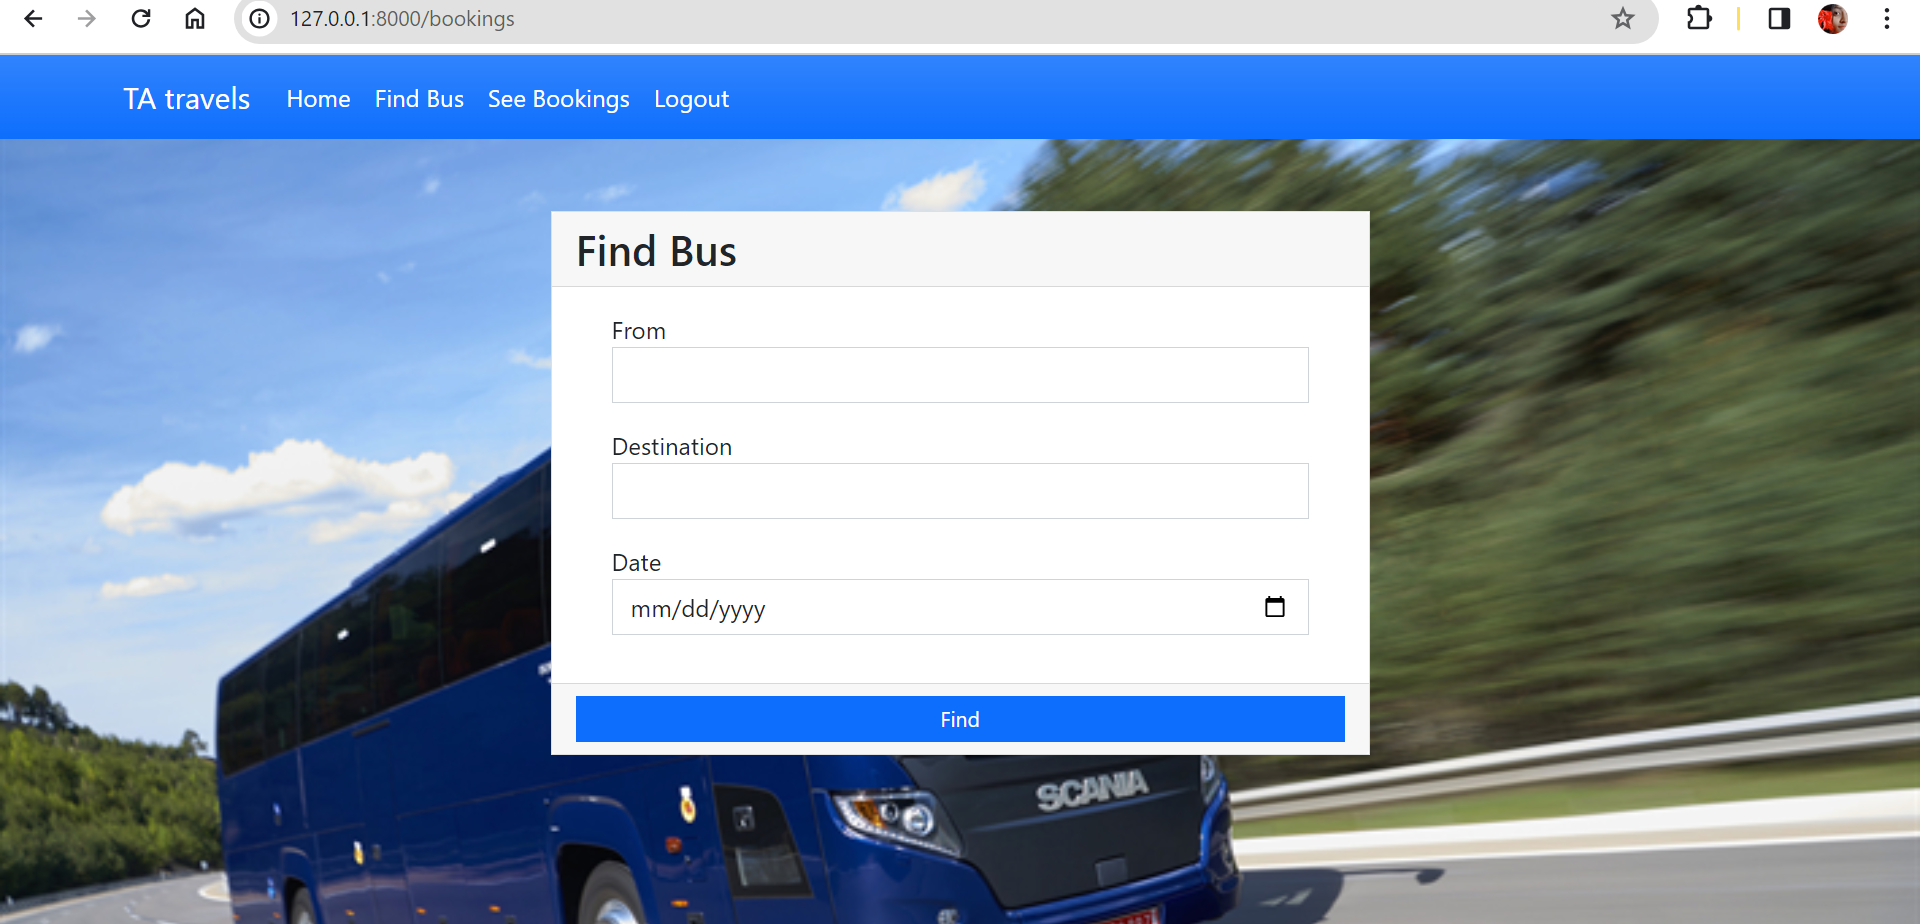 127.0.0.1:8000/bookings
TA travels Home Find Bus See Bookings Logout
Find Bus
From
Destination
Date
mm/dd/yyyy
Find
SCANIA